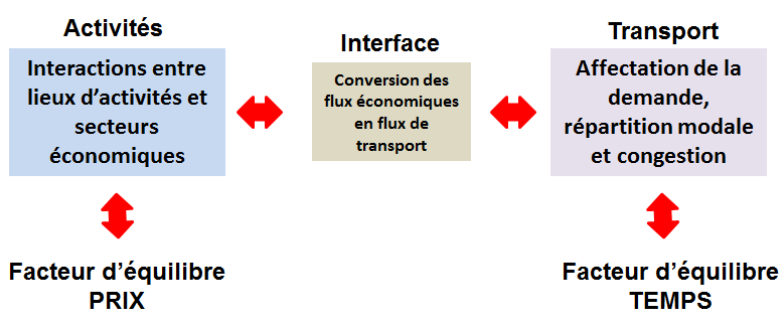 Activités
Interactions entre
lieux d'activités et
secteurs
économiques
Interface
Conversion des
flux économiques
en flux de
transport
Transport
Affectation de la
demande,
répartition modale
et congestion
Facteur d'équilibre
PRIX
Facteur d'équilibre
TEMPS